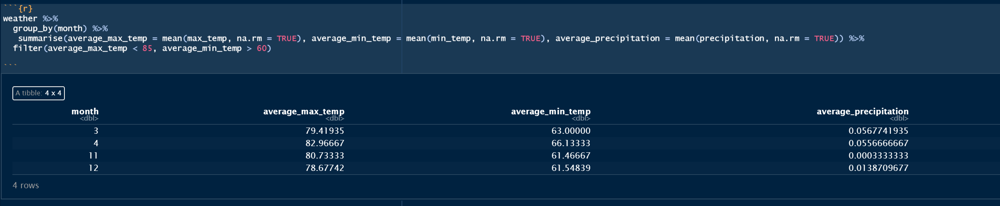 ```{r}
weather %>%
  group_by(month) %>%
   summarise(average_max_temp = mean(max_temp, na.rm = TRUE), average_min_temp = mean(min_temp, na.rm = TRUE), average_precipitation = mean(precipitation, na.rm = TRUE)) %>%
  filter(average_max_temp < 85, average_min_temp > 60)
```
A tibble: 4 x 4
month average_max_temp average_min_temp average_precipitation
<dbl> <dbl> <dbl> <dbl>
3 79.41935 63.00000 0.0567741935
4 82.96667 66.13333 0.0556666667
11 80.73333 61.46667 0.0003333333
12 78.67742 61.54839 0.0138709677
4 rows